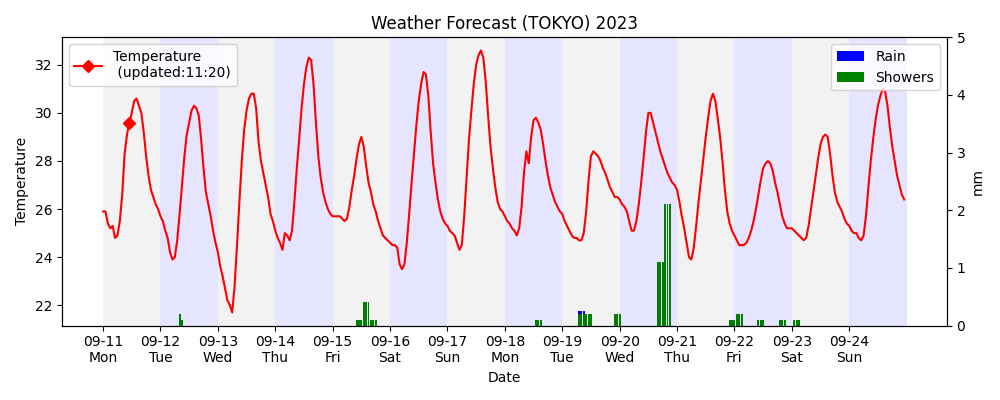 Weather Forecast (TOKYO) 2023
Temperature
(updated:11:20)
Rain
Showers
Temperature
32
30
28
26
24
22
5
4
3
2
1
0
mm
09-11 09-12 09-13 09-14 09-15 09-16 09-17 09-18 09-19 09-20 09-21 09-22 09-23 09-24
Mon Tue Wed Thu Fri Sat Sun Mon Tue Wed Thu Fri Sat Sun
Date